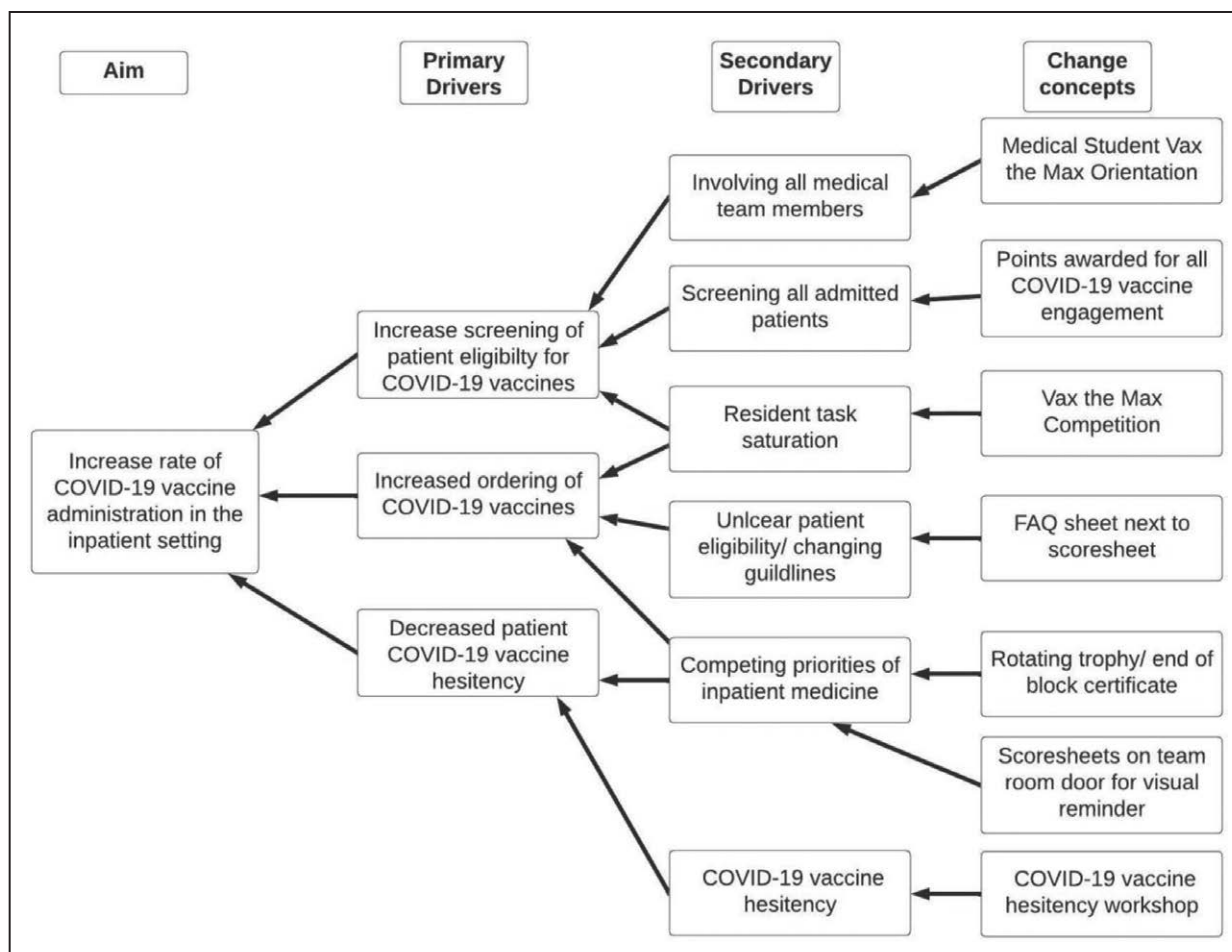 Aim
Primary
Drivers
Secondary
Drivers
Change
concepts
Medical Student Vax
the Max Orientation
Involving all medical
team members
Points awarded for all
COVID-19 vaccine
engagement
Screening all admitted
patients
Increase screening of
patient eligibilty for
COVID-19 vaccines
Vax the Max
Competition
Resident task
saturation
Increase rate of
COVID-19 vaccine
administration in the
inpatient setting
Increased ordering of
COVID-19 vaccines
Unlcear patient
eligibility/ changing
guildlines
FAQ sheet next to
scoresheet
Decreased patient
COVID-19 vaccine
hesitency
Competing priorities of
inpatient medicine
Rotating trophy/ end of
block certificate
Scoresheets on team
room door for visual
reminder
COVID-19 vaccine
hesitency
COVID-19 vaccine
hesitency workshop